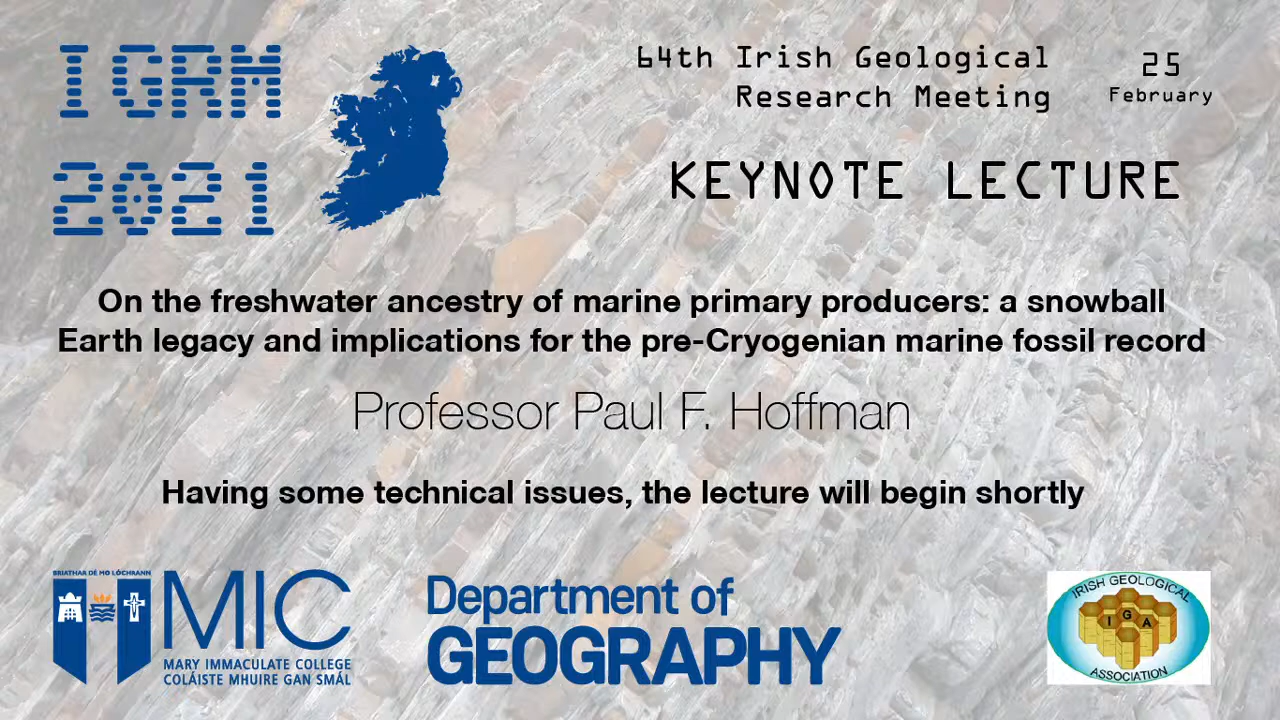 IGRM
2021
64th Irish Geological
Research Meeting
25
February
KEYNOTE LECTURE
On the freshwater ancestry of marine primary producers: a snowball
Earth legacy and implications for the pre-Cryogenian marine fossil record
Professor Paul F. Hoffman
Having some technical issues, the lecture will begin shortly
BRIATHAR DÉ MO LÓCHRANN
MIC
MARY IMMACULATE COLLEGE
COLÁISTE MHUIRE GAN SMÁL
Department of
GEOGRAPHY
IRISH GEOLOGICAL
IGA
ASSOCIATION